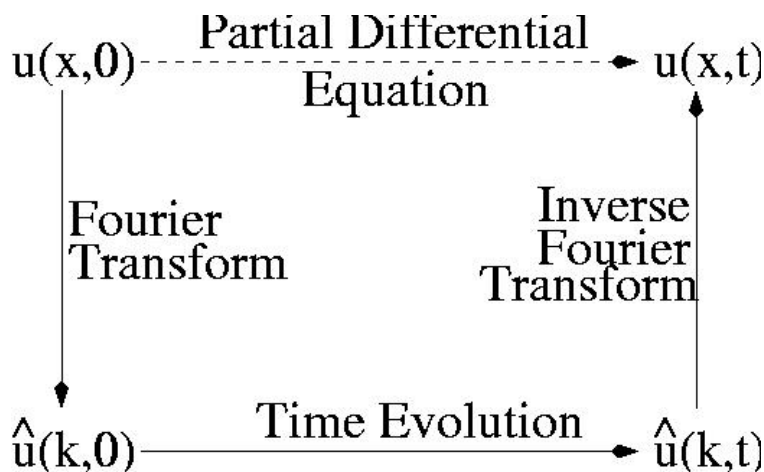 Partial Differential
u(x,0) u(x,t)
Equation
Fourier
Transform
Inverse
Fourier
Transform
Time Evolution
û(k,0) û(k,t)